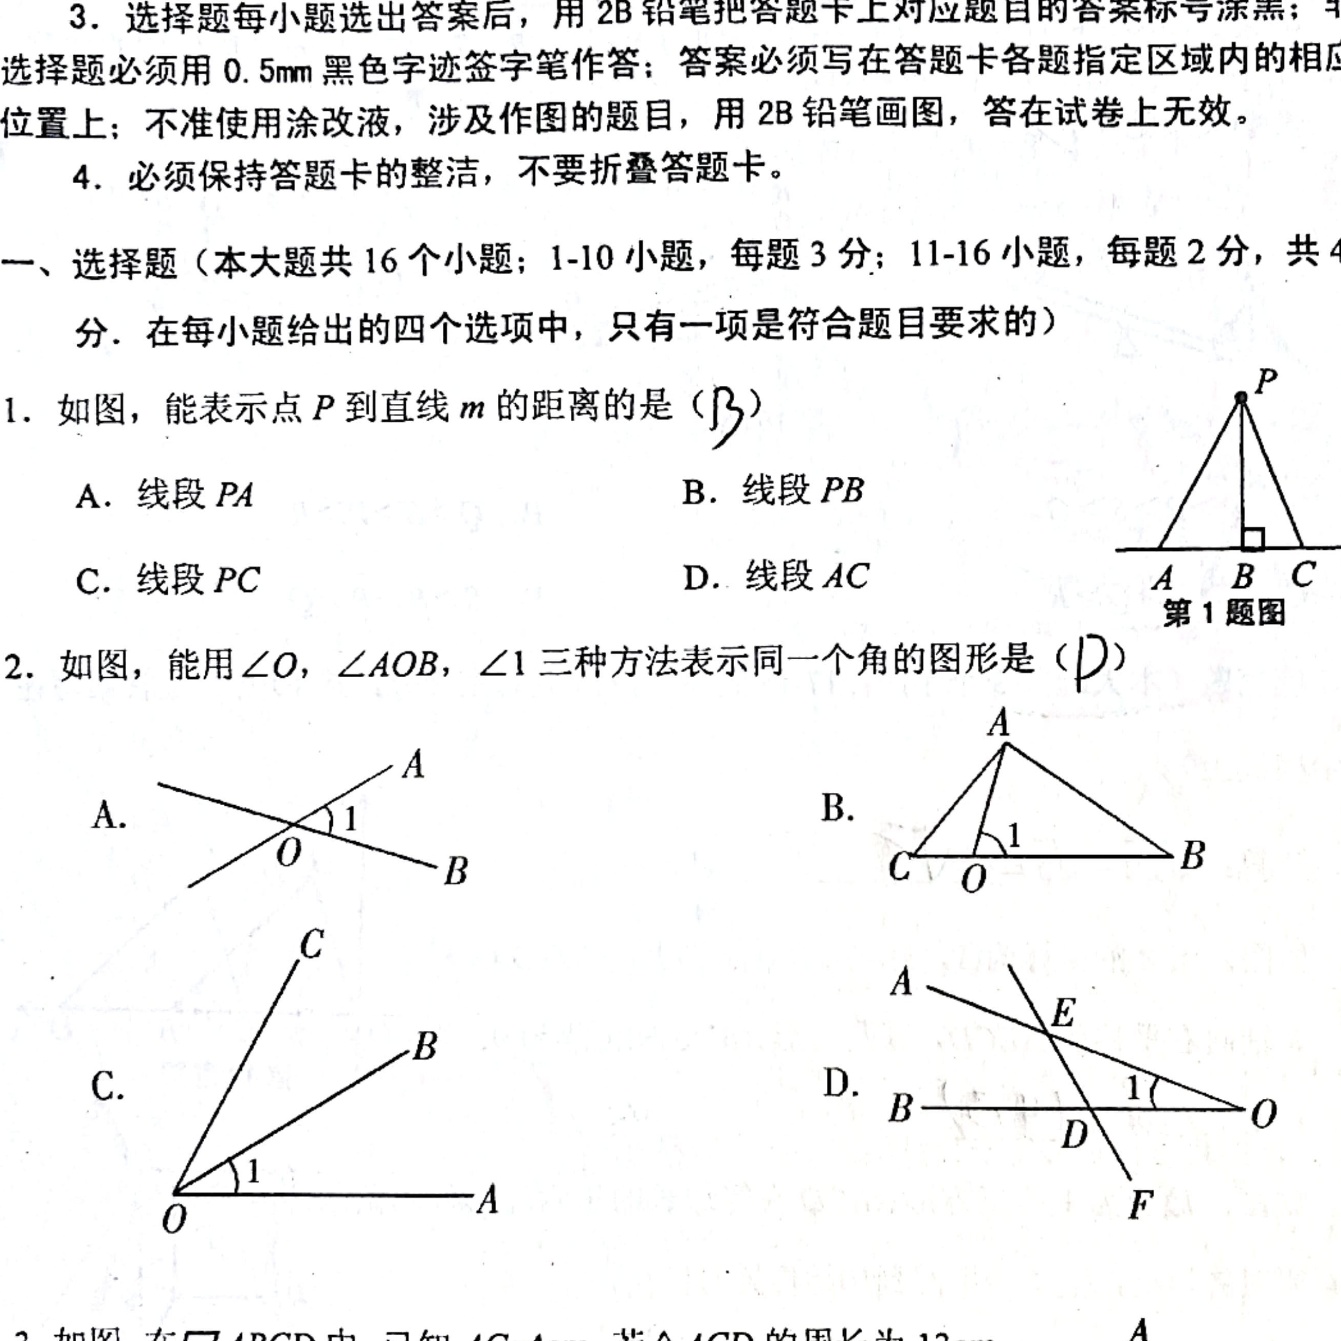 3．选择题每小题选出答案后，用 2B 铅笔把答题卡上对应题目的答案标号涂黑；
选择题必须用 0.5mm 黑色字迹签字笔作答；答案必须写在答题卡各题指定区域内的相应
位置上；不准使用涂改液，涉及作图的题目，用 2B 铅笔画图，答在试卷上无效。
4．必须保持答题卡的整洁，不要折叠答题卡。
一、选择题（本大题共 16 个小题；1-10 小题，每题 3 分；11-16 小题，每题 2 分，共 4
分．在每小题给出的四个选项中，只有一项是符合题目要求的）
1．如图，能表示点 P 到直线 m 的距离的是（B）
A．线段 PA
B．线段 PB
C．线段 PC
D．线段 AC
P
A B C
第 1 题图
2．如图，能用∠O，∠AOB，∠1 三种方法表示同一个角的图形是（D）
A.
A
1
O
B
B.
A
1
C O B
C.
C
B
1
O
A
D.
A
E
1
B
D
O
F
3 如图 在▱ABCD 中 已知 AC=4cm 若△ACD 的周长为 13cm
A